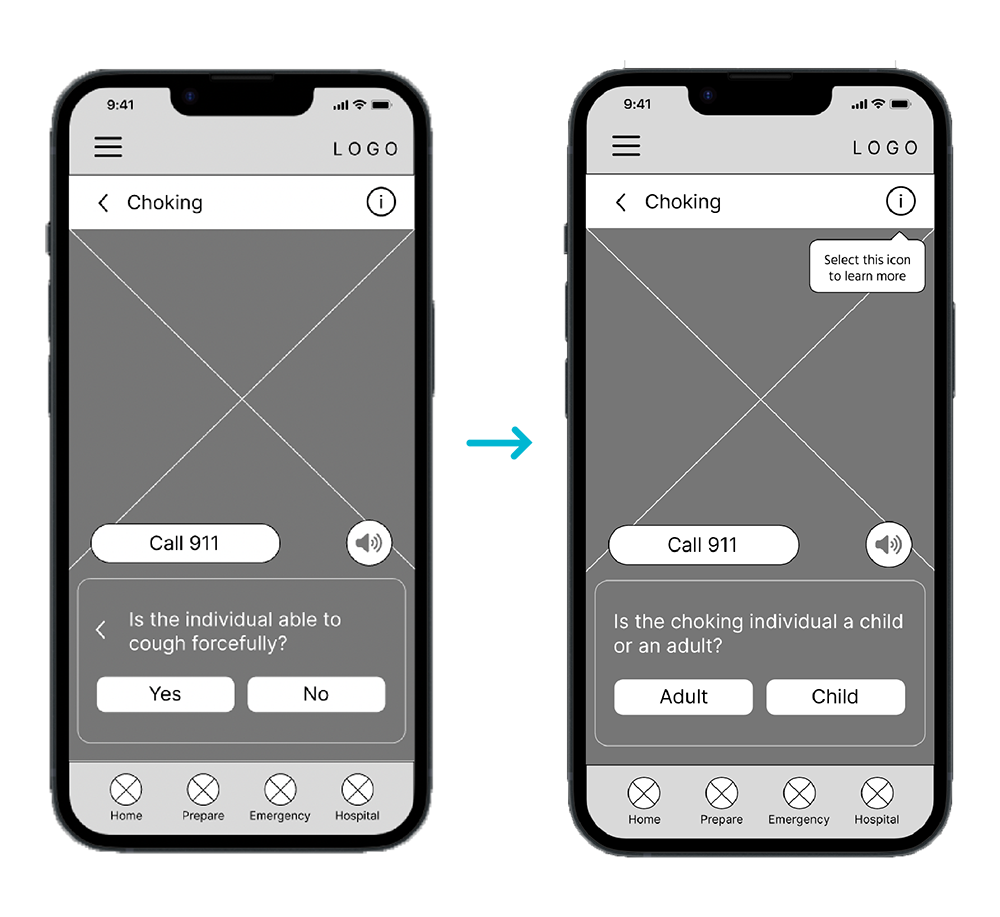 9:41
LOGO
Choking
i
Call 911
Is the individual able to
cough forcefully?
Yes
No
Home
Prepare
Emergency
Hospital
9:41
LOGO
Choking
i
Select this icon
to learn more
Call 911
Is the choking individual a child
or an adult?
Adult
Child
Home
Prepare
Emergency
Hospital